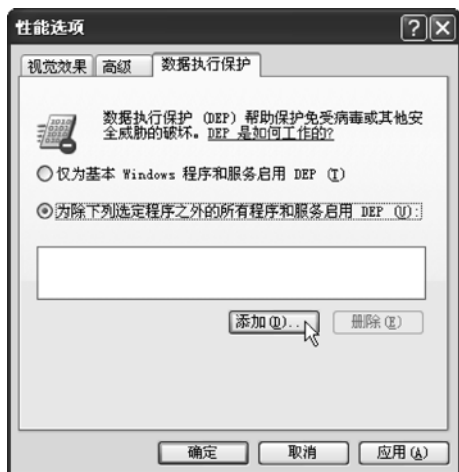 性能选项
视觉效果 高级 数据执行保护
数据执行保护 (DEP) 帮助保护免受病毒或其他安
全威胁的破坏。DEP 是如何工作的?
仅为基本 Windows 程序和服务启用 DEP (T)
为除下列选定程序之外的所有程序和服务启用 DEP (U):
添加(D)... 删除(E)
确定 取消 应用(A)